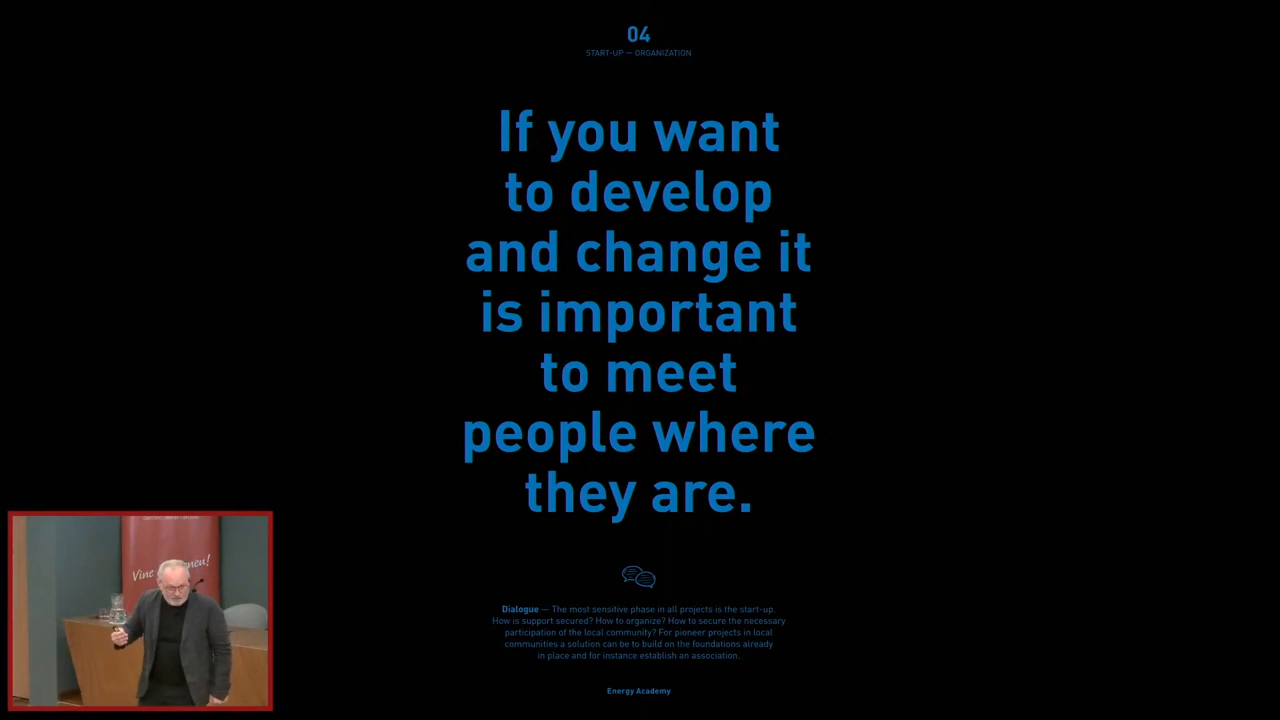 04
START-UP — ORGANIZATION
If you want
to develop
and change it
is important
to meet
people where
they are.
Dialogue — The most sensitive phase in all projects is the start-up.
How is support secured? How to organize? How to secure the necessary
participation of the local community? For pioneer projects in local
communities a solution can be to build on the foundations already
in place and for instance establish an association.
Energy Academy
Vine